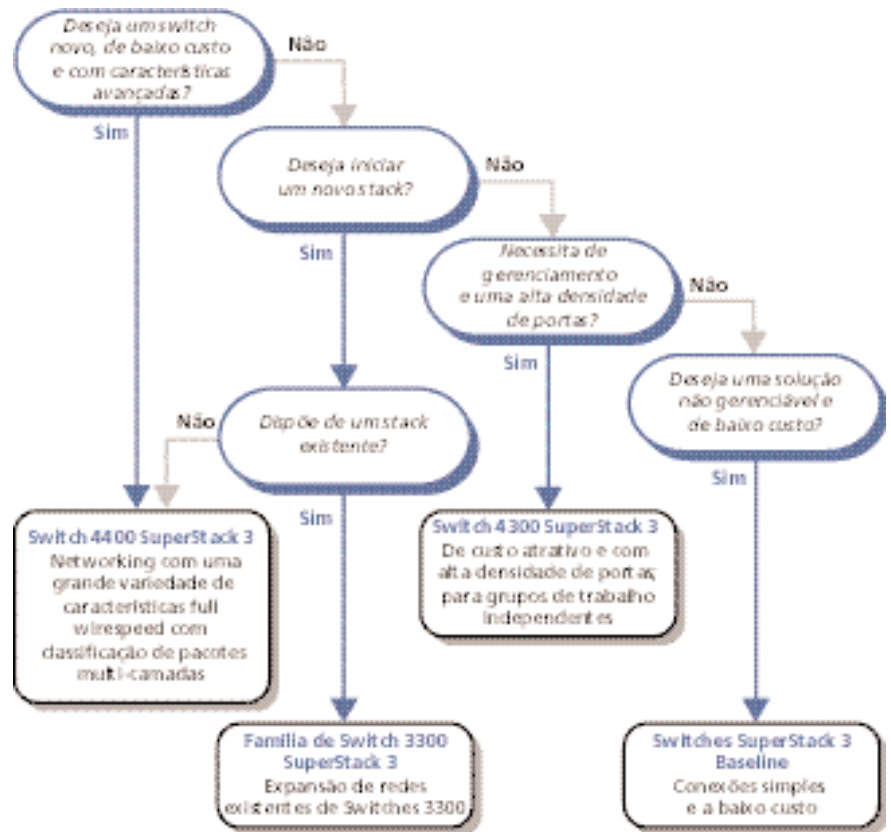 Deseja um switch
novo, de baixo custo
e com características
avançadas?
Não
Sim
Deseja iniciar
um novo stack?
Não
Sim
Necessita de
gerenciamento
e uma alta densidade
de portas?
Não
Sim
Deseja uma solução
não gerenciável e
de baixo custo?
Sim
Dispõe de um stack
existente?
Não
Sim
Switch 4400 SuperStack 3
Networking com uma
grande variedade de
características full
wirespeed com
classificação de pacotes
multi-camadas
Switch 4300 SuperStack 3
De custo atrativo e com
alta densidade de portas;
para grupos de trabalho
independentes
Família de Switch 3300
SuperStack 3
Expansão de redes
existentes de Switches 3300
Switches SuperStack 3
Baseline
Conexões simples
e a baixo custo